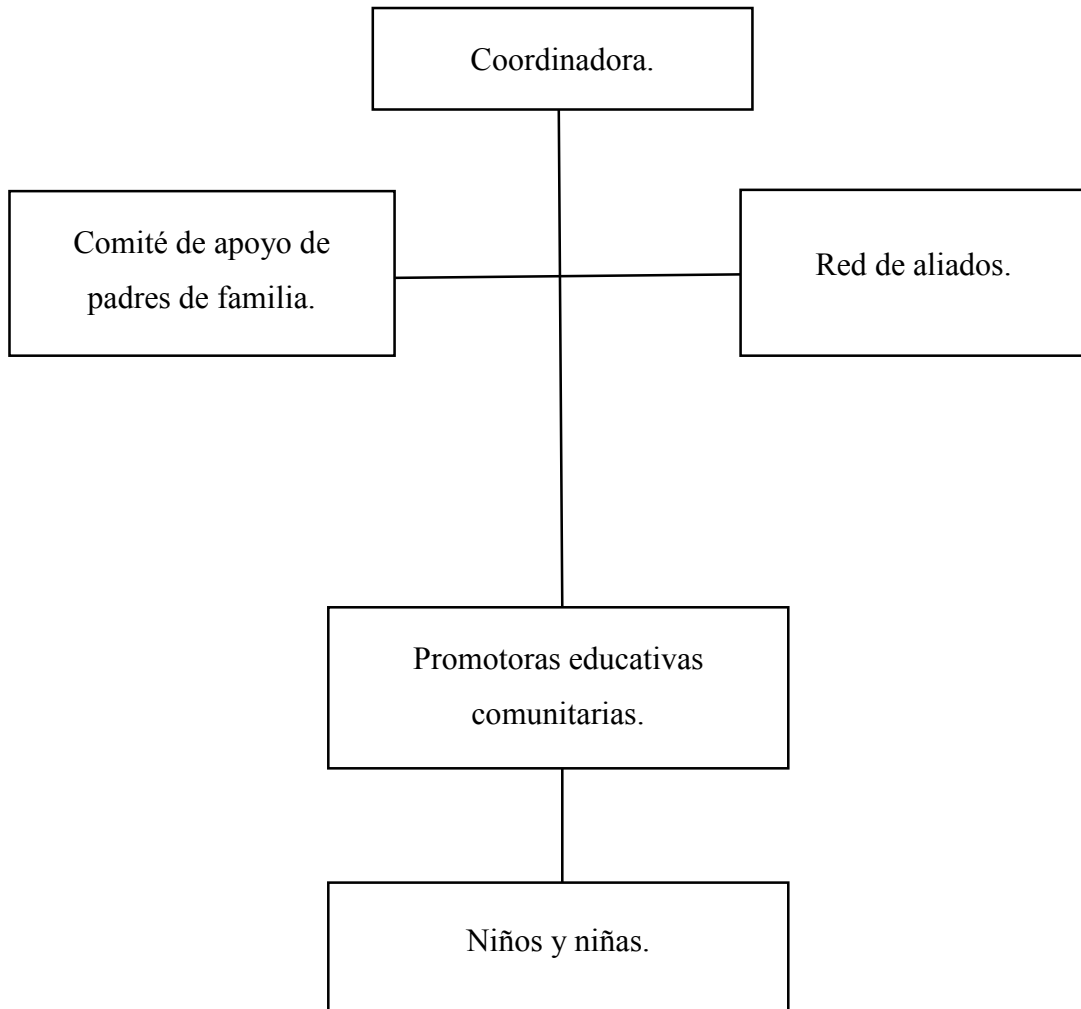 Coordinadora.
Comité de apoyo de
padres de familia.
Red de aliados.
Promotoras educativas
comunitarias.
Niños y niñas.